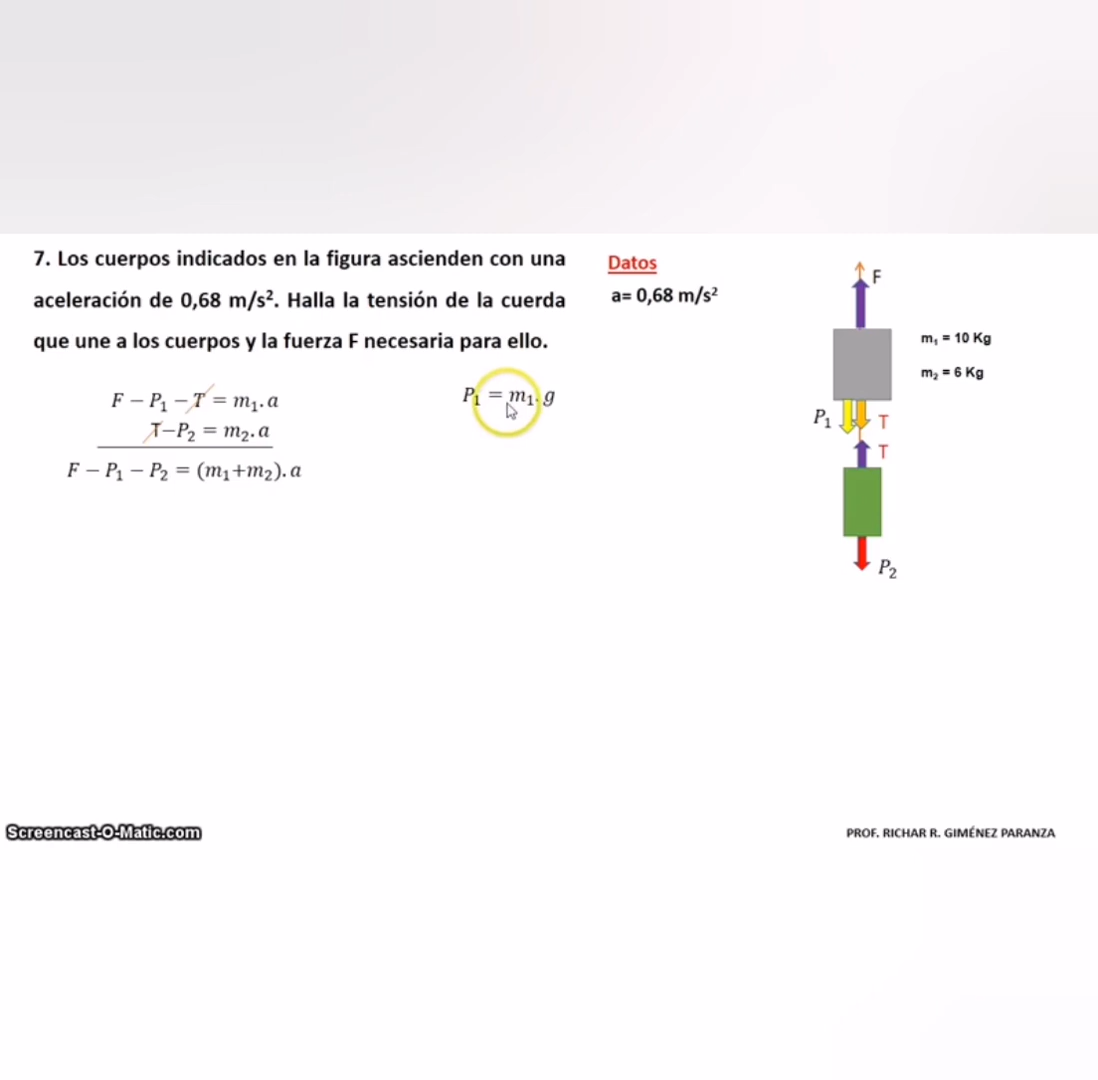 7. Los cuerpos indicados en la figura ascienden con una
aceleración de 0,68 m/s². Halla la tensión de la cuerda
que une a los cuerpos y la fuerza F necesaria para ello.
Datos
a= 0,68 m/s²
F − P₁ − T = m₁. a
T−P₂ = m₂. a
F − P₁ − P₂ = (m₁+m₂). a
P₁ = m₁. g
F
m₁ = 10 Kg
m₂ = 6 Kg
P₁
T
T
P₂
Screencast-O-Matic.com
PROF. RICHAR R. GIMÉNEZ PARANZA